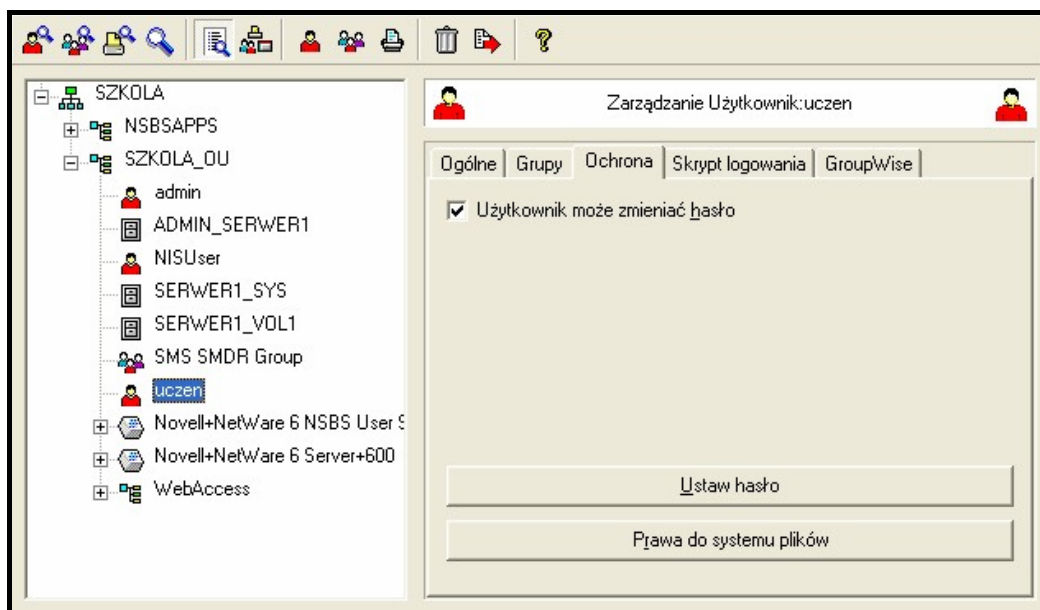 SZKOLA
NSBSAPPS
SZKOLA_OU
admin
ADMIN_SERWER1
NISUser
SERWER1_SYS
SERWER1_VOL1
SMS SMDR Group
uczen
Novell+NetWare 6 NSBS User S
Novell+NetWare 6 Server+600
WebAccess
Zarządzanie Użytkownik:uczen
Ogólne Grupy Ochrona Skrypt logowania GroupWise
Użytkownik może zmieniać hasło
Ustaw hasło
Prawa do systemu plików